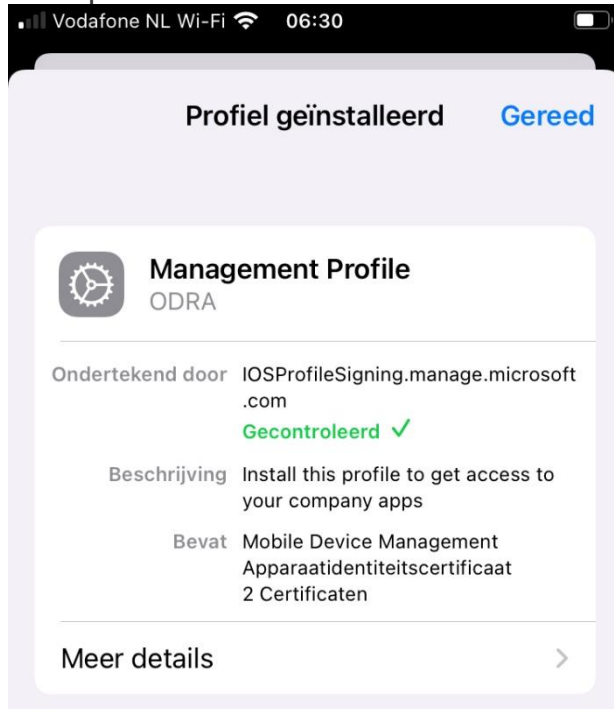 Vodafone NL Wi-Fi 06:30
Profiel geïnstalleerd Gereed
Management Profile
ODRA
Ondertekend door IOSProfileSigning.manage.microsoft
.com
Gecontroleerd ✓
Beschrijving Install this profile to get access to
your company apps
Bevat Mobile Device Management
Apparaatidentiteitscertificaat
2 Certificaten
Meer details